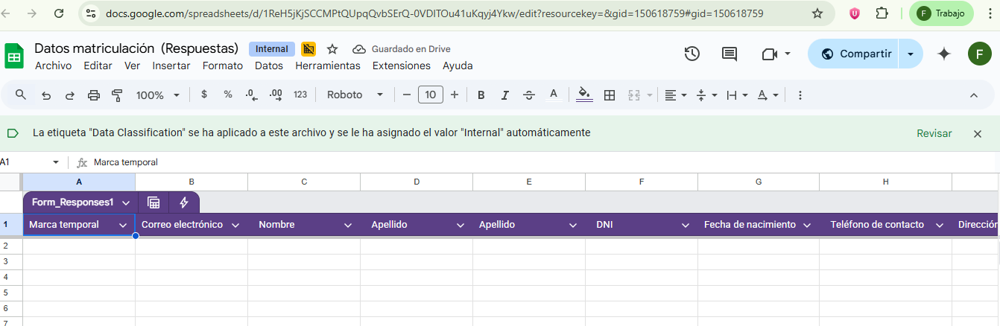 docs.google.com/spreadsheets/d/1ReH5jKjSCCMPtQUpqQvbSErQ-0VDITOu41uKqyj4Ykw/edit?resourcekey=&gid=150618759#gid=150618759
F Trabajo
Datos matriculación (Respuestas) Internal Guardado en Drive
Compartir F
Archivo Editar Ver Insertar Formato Datos Herramientas Extensiones Ayuda
100% $ % .0 .00 123 Roboto 10 B I S A A
La etiqueta "Data Classification" se ha aplicado a este archivo y se le ha asignado el valor "Internal" automáticamente Revisar
A1 fx Marca temporal
A B C D E F G H
Form_Responses1
1 Marca temporal Correo electrónico Nombre Apellido Apellido DNI Fecha de nacimiento Teléfono de contacto Dirección
2
3
4
5
6
7